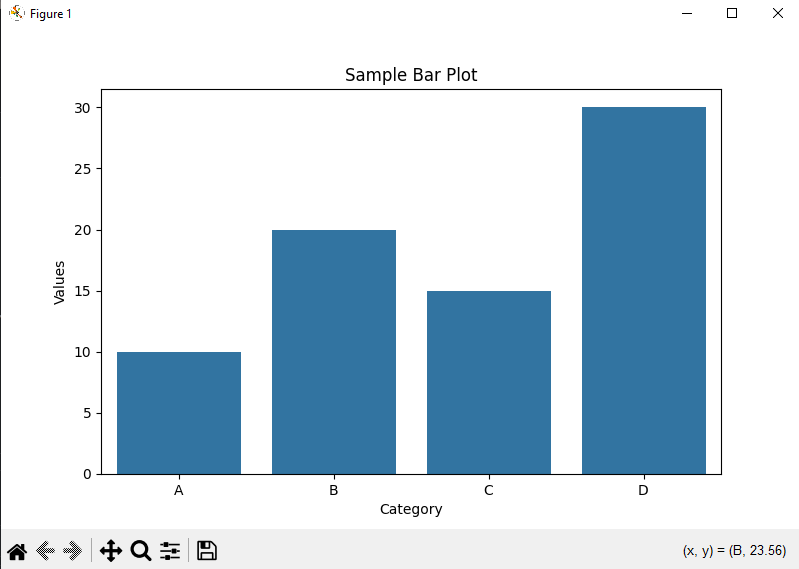 Figure 1
Sample Bar Plot
30
25
20
15
10
5
0
Values
A B C D
Category
(x, y) = (B, 23.56)